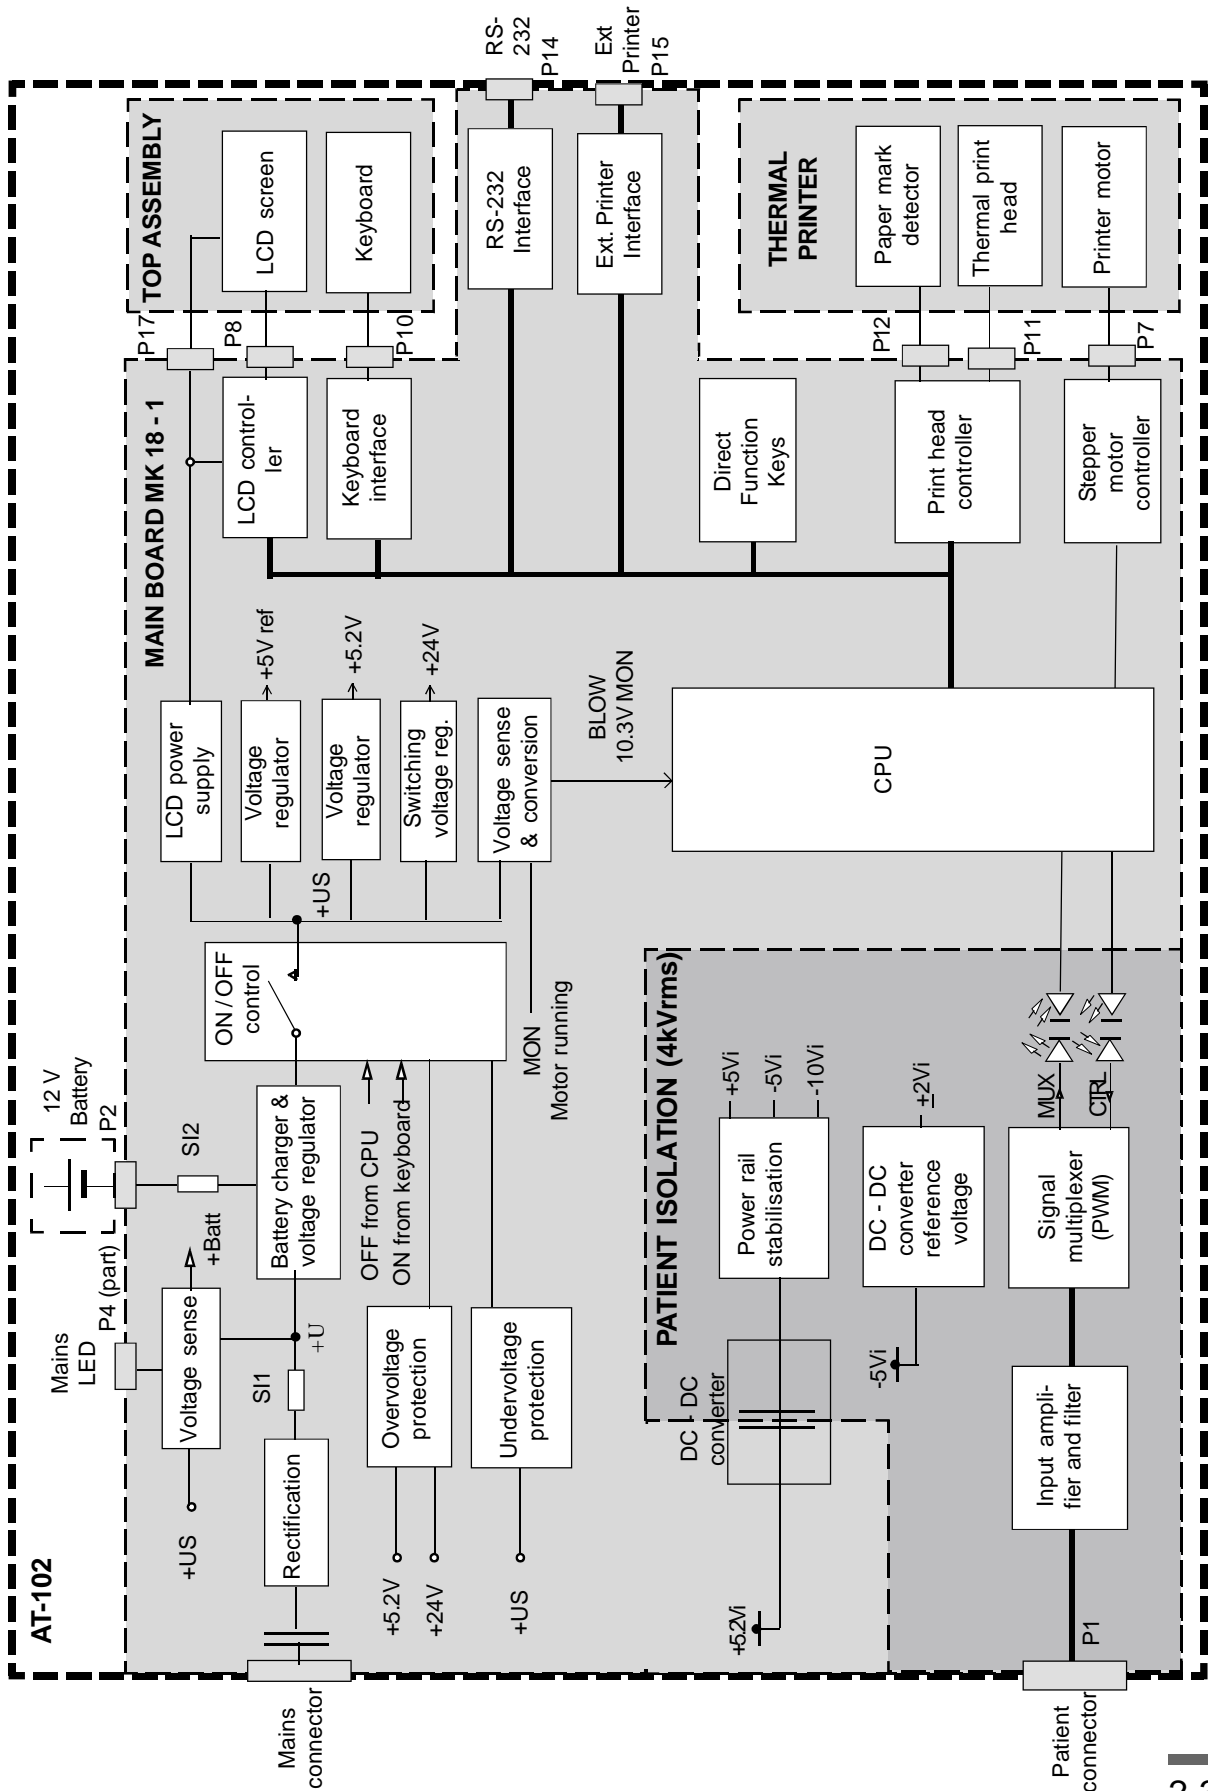 AT-102
Mains
connector
Mains
LED
P4 (part)
12 V
Battery
P2
SI2
+Batt
Voltage sense
+US
Rectification
SI1
+U
Battery charger &
voltage regulator
ON / OFF
control
OFF from CPU
ON from keyboard
Overvoltage
protection
+5.2V
+24V
Undervoltage
protection
+US
MON
Motor running
+US
MAIN BOARD MK 18 - 1
LCD power
supply
Voltage
regulator
+5V ref
Voltage
regulator
+5.2V
Switching
voltage reg.
+24V
Voltage sense
& conversion
BLOW
10.3V MON
CPU
LCD control-
ler
Keyboard
interface
P17
P8
P10
TOP ASSEMBLY
LCD screen
Keyboard
RS-232
Interface
Ext. Printer
Interface
RS-
232
P14
Ext
Printer
P15
Direct
Function
Keys
Print head
controller
Stepper
motor
controller
P12
P11
P7
THERMAL
PRINTER
Paper mark
detector
Thermal print
head
Printer motor
PATIENT ISOLATION (4kVrms)
+5.2Vi
DC - DC
converter
Power rail
stabilisation
+5Vi
-5Vi
-10Vi
-5Vi
DC - DC
converter
reference
voltage
+2Vi
Patient
connector
P1
Input ampli-
fier and filter
Signal
multiplexer
(PWM)
MUX
CTRL